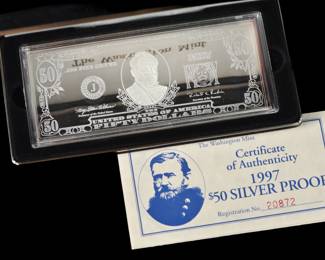 The Washington Mint
50 50
J
UNITED STATES OF AMERICA
50 FIFTY DOLLARS 50
The Washington Mint
Certificate
of Authenticity
1997
$50 SILVER PROOF
Registration No. 20872